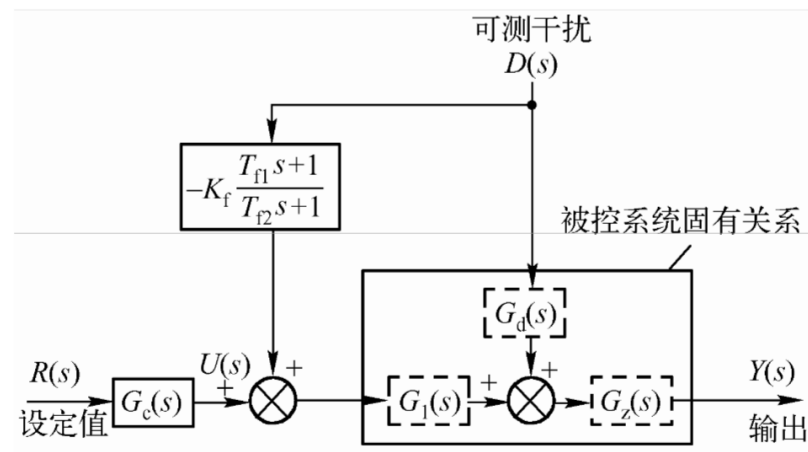 可测干扰
D(s)
–K_f (T_f1 s+1)/(T_f2 s+1)
被控系统固有关系
G_d(s)
R(s)
设定值
G_c(s)
U(s)
+
+
G_1(s)
+
+
G_z(s)
Y(s)
输出